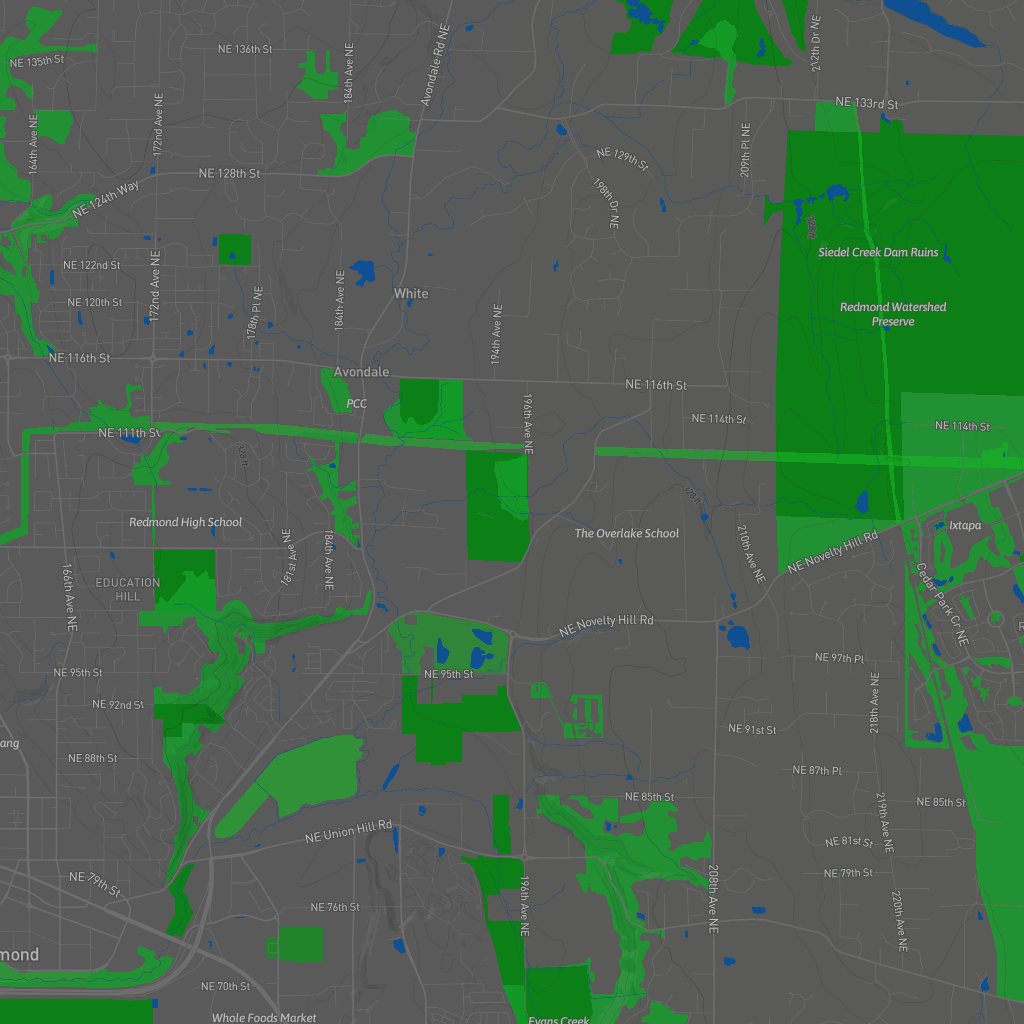 NE 136th St
NE 135th St
184th Ave NE
Avondale Rd NE
212th Dr NE
NE 133rd St
164th Ave NE
172nd Ave NE
NE 128th St
NE 129th St
209th Pl NE
NE 124th Way
198th Dr NE
NE 122nd St
172nd Ave NE
Siedel Creek Dam Ruins
NE 120th St
178th Pl NE
184th Ave NE
White
194th Ave NE
Redmond Watershed
Preserve
NE 116th St
Avondale
NE 116th St
PCC
196th Ave NE
NE 114th St
NE 114th St
NE 111th St
328 ft
328 ft
Redmond High School
The Overlake School
Ixtapa
181st Ave NE
184th Ave NE
210th Ave NE
NE Novelty Hill Rd
166th Ave NE
EDUCATION
HILL
Cedar Park Cr NE
NE Novelty Hill Rd
R
NE 95th St
NE 95th St
NE 97th Pl
NE 92nd St
218th Ave NE
NE 91st St
ang
NE 88th St
NE 87th Pl
NE 85th St
NE 85th St
219th Ave NE
NE Union Hill Rd
NE 81st St
NE 79th St
NE 79th St
208th Ave NE
196th Ave NE
220th Ave NE
NE 76th St
mond
NE 70th St
Whole Foods Market
Evans Creek